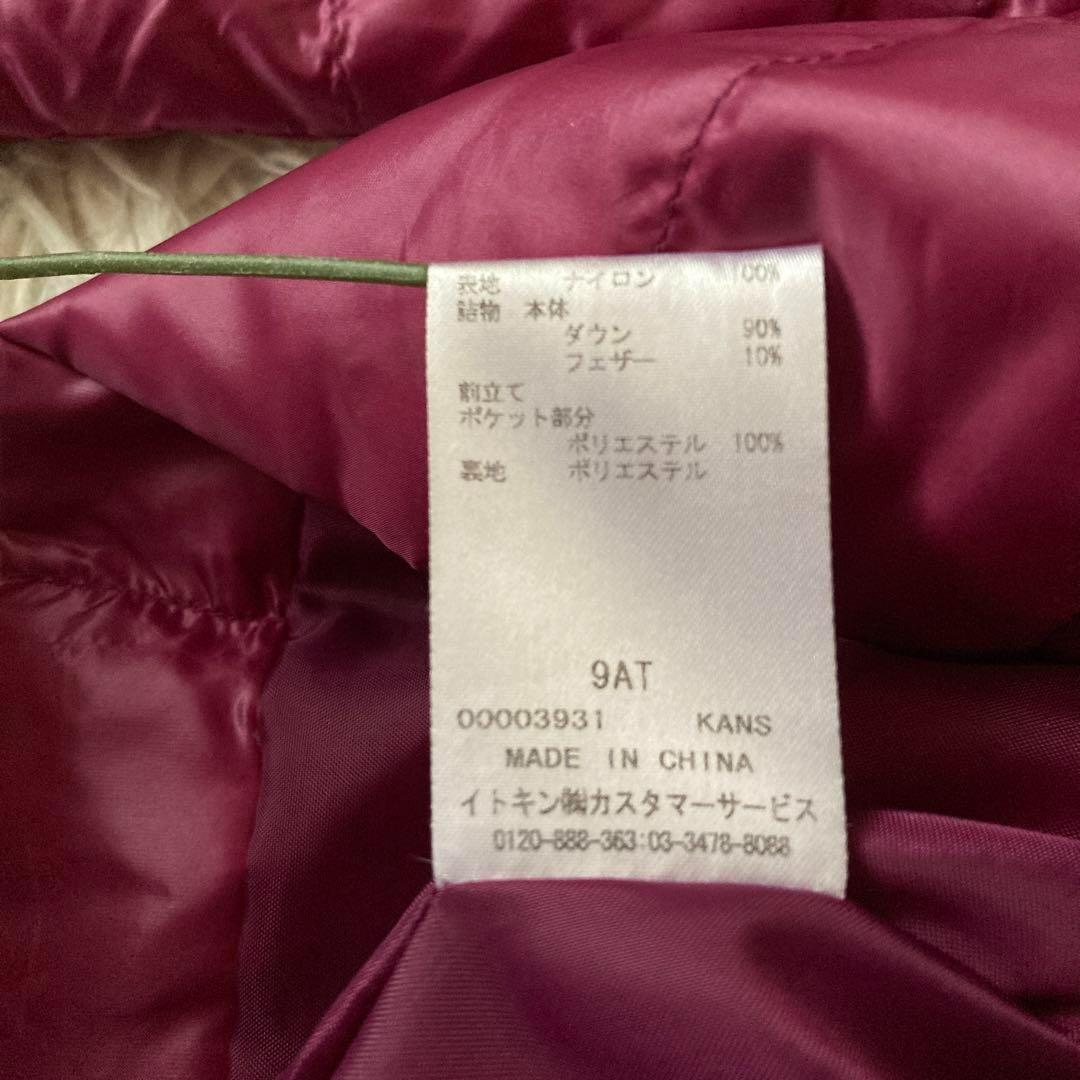 表地 ナイロン 100%
詰物 本体
ダウン 90%
フェザー 10%
前立て
ポケット部分
ポリエステル 100%
裏地 ポリエステル
9AT
00003931 KANS
MADE IN CHINA
イトキン㈱カスタマーサービス
0120-888-363:03-3478-8088